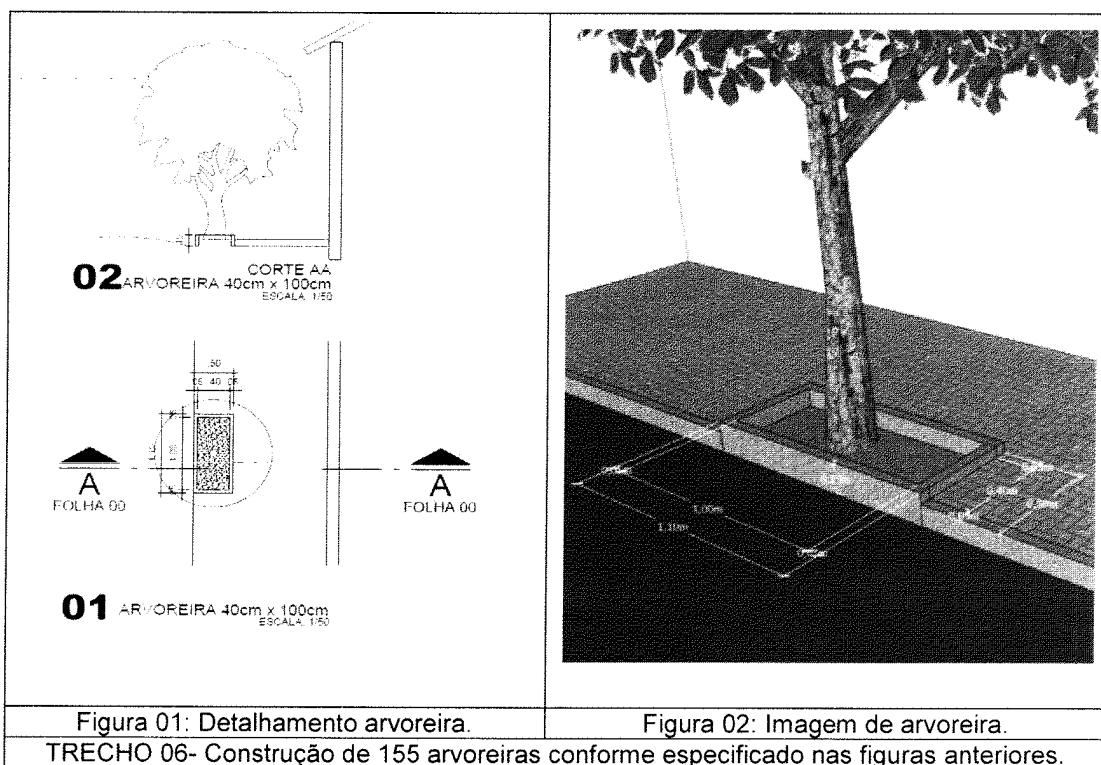 CORTE AA
02 ARVOREIRA 40cm x 100cm
ESCALA: 1/50
50
05 40 05
A
FOLHA 00
A
FOLHA 00
01 ARVOREIRA 40cm x 100cm
ESCALA: 1/50
1.00m
1.10m
Figura 01: Detalhamento arvoreira.
Figura 02: Imagem de arvoreira.
TRECHO 06- Construção de 155 arvoreiras conforme especificado nas figuras anteriores.